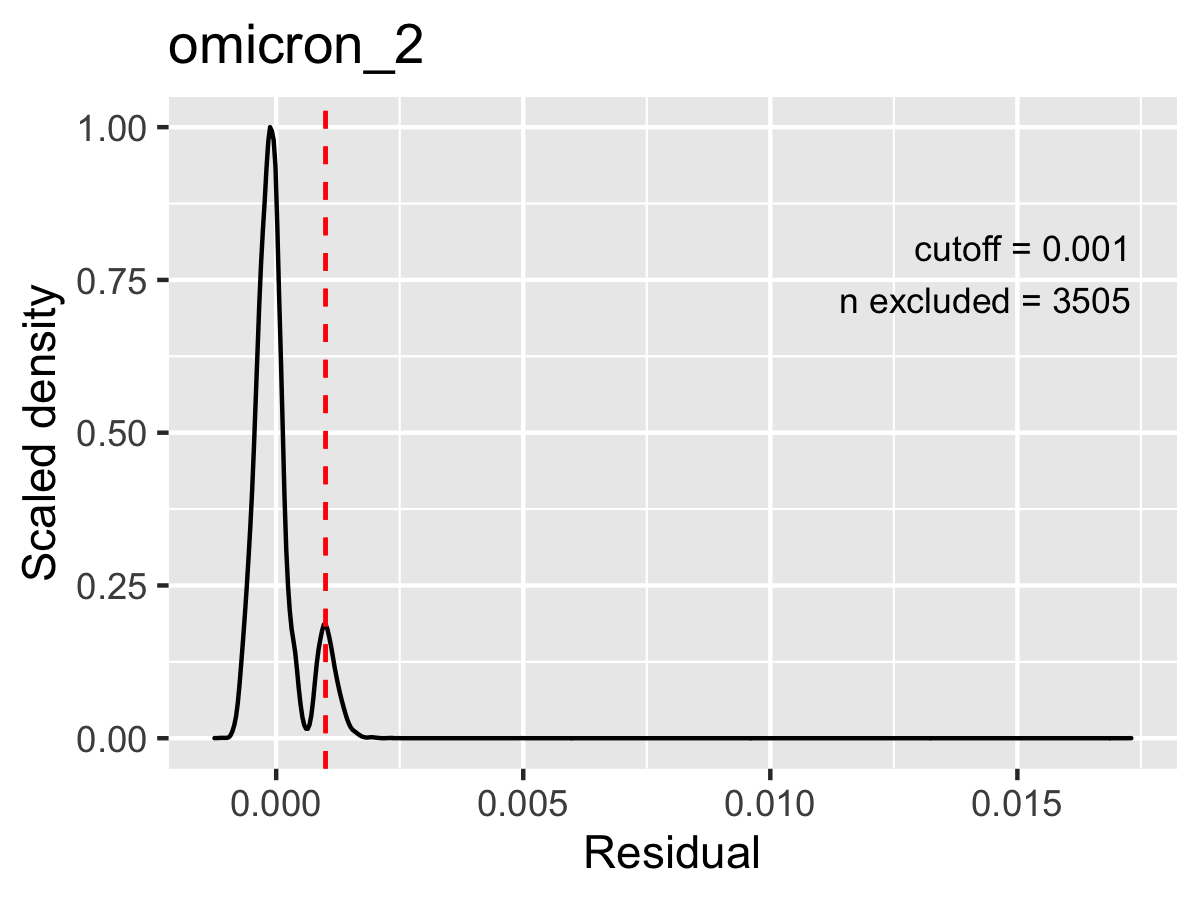 omicron_2
1.00
0.75
0.50
0.25
0.00
Scaled density
cutoff = 0.001
n excluded = 3505
0.000 0.005 0.010 0.015
Residual